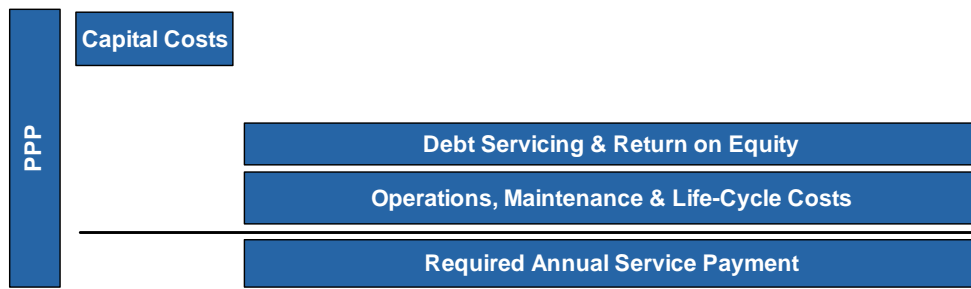 PPP
Capital Costs
Debt Servicing & Return on Equity
Operations, Maintenance & Life-Cycle Costs
Required Annual Service Payment